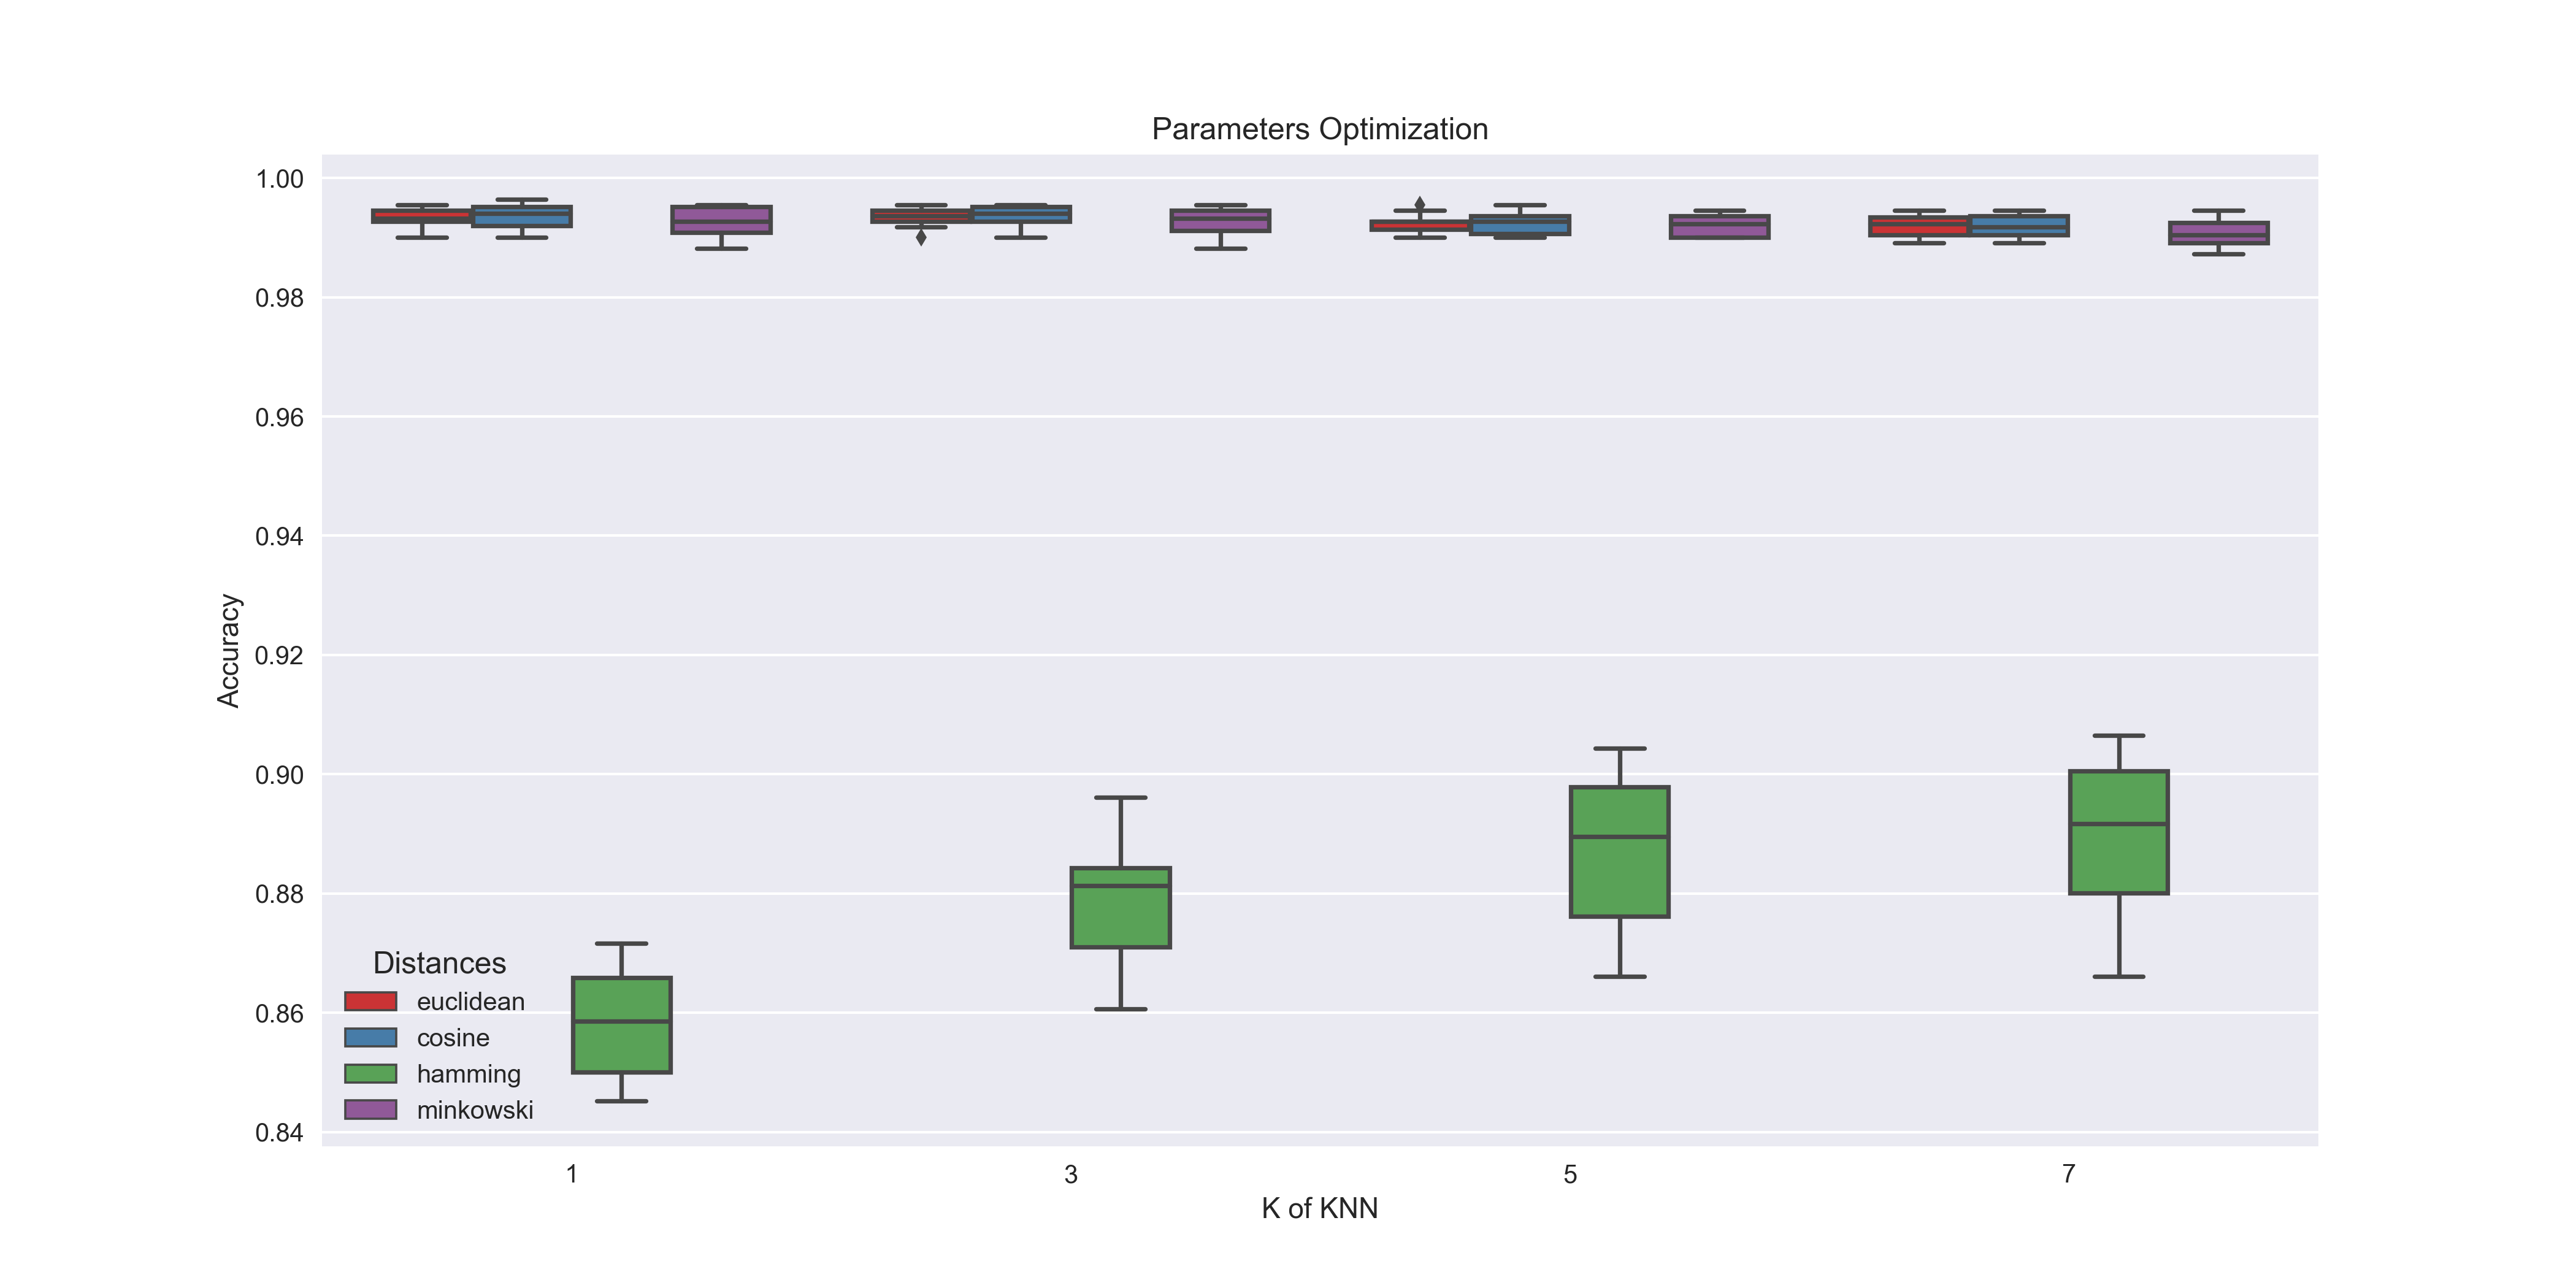 Parameters Optimization
1.00
0.98
0.96
0.94
0.92
0.90
0.88
0.86
0.84
Accuracy
Distances
euclidean
cosine
hamming
minkowski
1 3 5 7
K of KNN